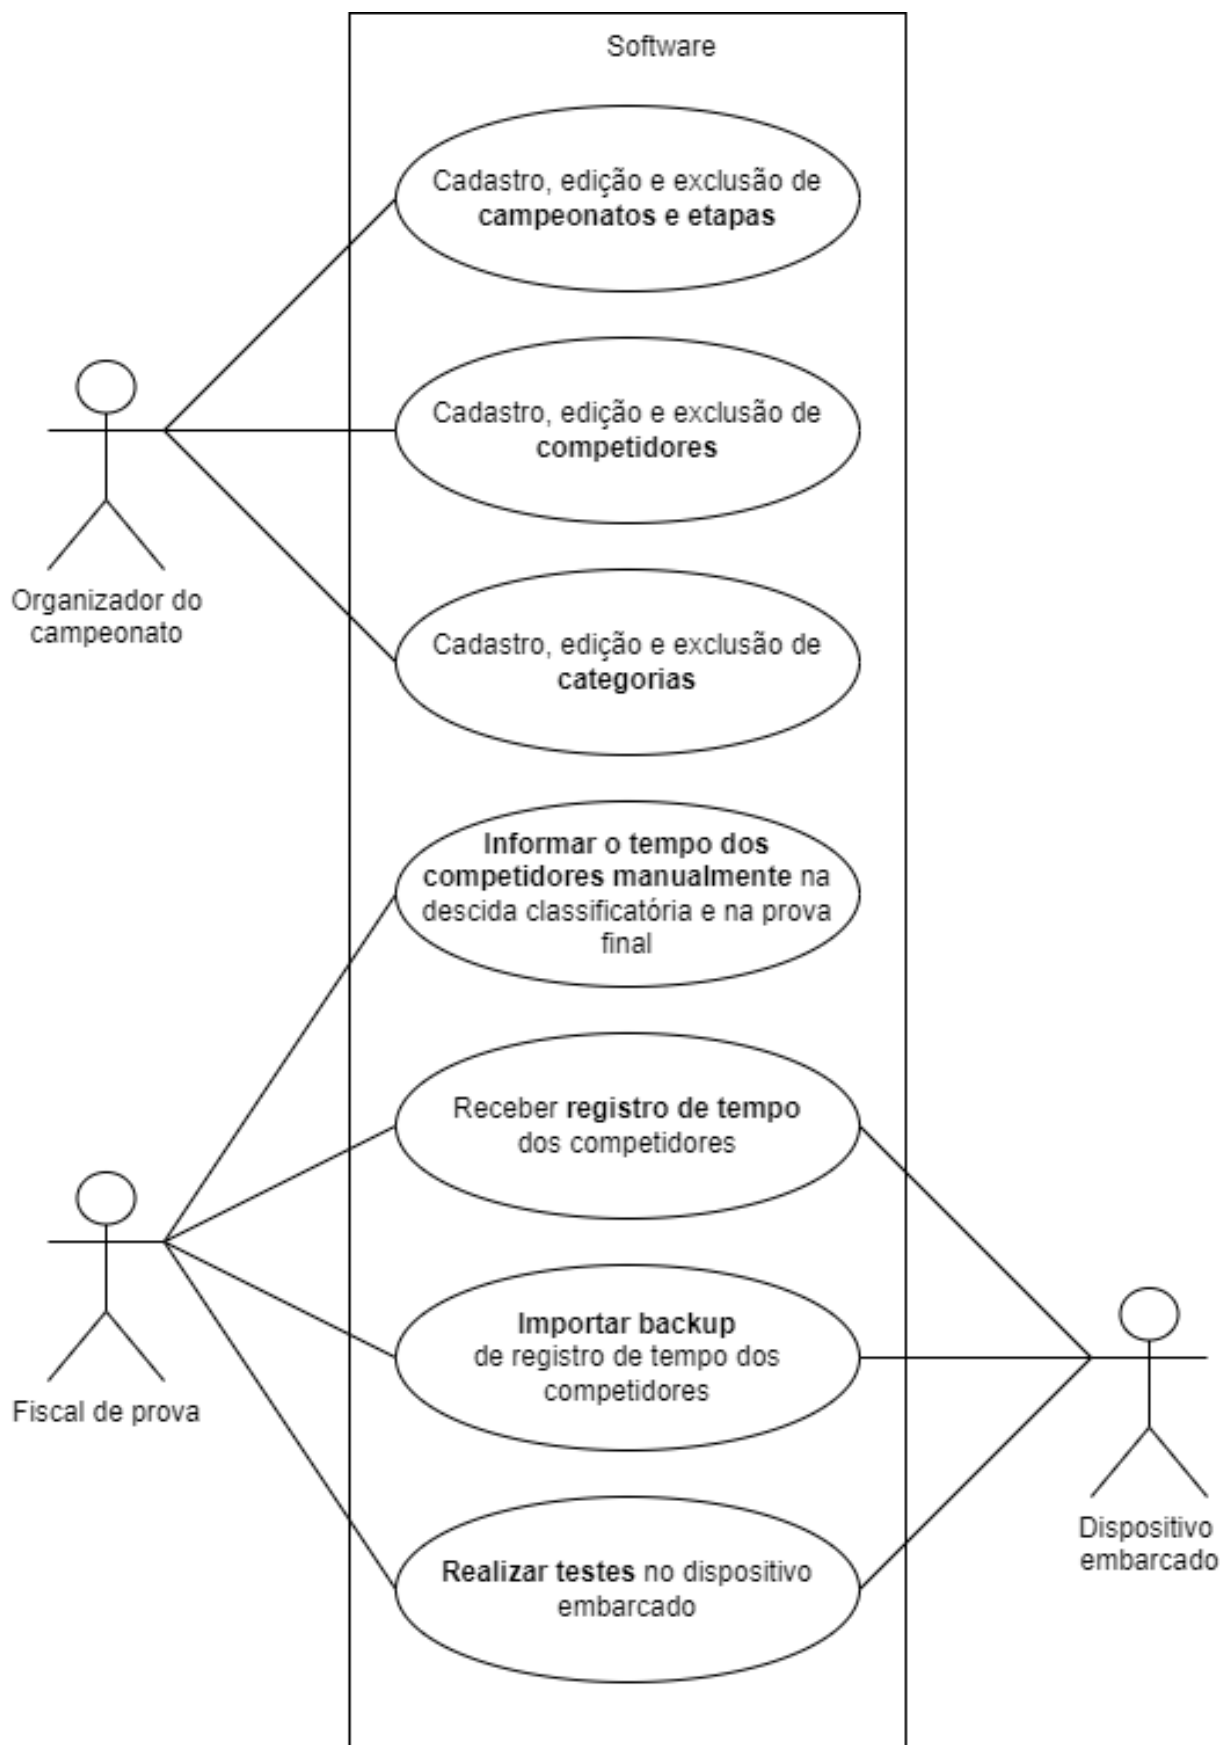 Software
Cadastro, edição e exclusão de
campeonatos e etapas
Cadastro, edição e exclusão de
competidores
Organizador do
campeonato
Cadastro, edição e exclusão de
categorias
Informar o tempo dos
competidores manualmente na
descida classificatória e na prova
final
Receber registro de tempo
dos competidores
Importar backup
de registro de tempo dos
competidores
Fiscal de prova
Realizar testes no dispositivo
embarcado
Dispositivo
embarcado